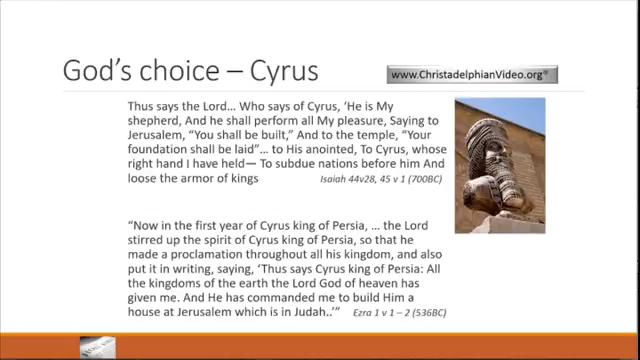 God's choice – Cyrus
www.ChristadelphianVideo.org®
Thus says the Lord… Who says of Cyrus, 'He is My
shepherd, And he shall perform all My pleasure, Saying to
Jerusalem, "You shall be built," And to the temple, "Your
foundation shall be laid"… to His anointed, To Cyrus, whose
right hand I have held— To subdue nations before him And
loose the armor of kings
Isaiah 44v28, 45 v 1 (700BC)
"Now in the first year of Cyrus king of Persia, … the Lord
stirred up the spirit of Cyrus king of Persia, so that he
made a proclamation throughout all his kingdom, and also
put it in writing, saying, 'Thus says Cyrus king of Persia: All
the kingdoms of the earth the Lord God of heaven has
given me. And He has commanded me to build Him a
house at Jerusalem which is in Judah..'"
Ezra 1 v 1 – 2 (536BC)